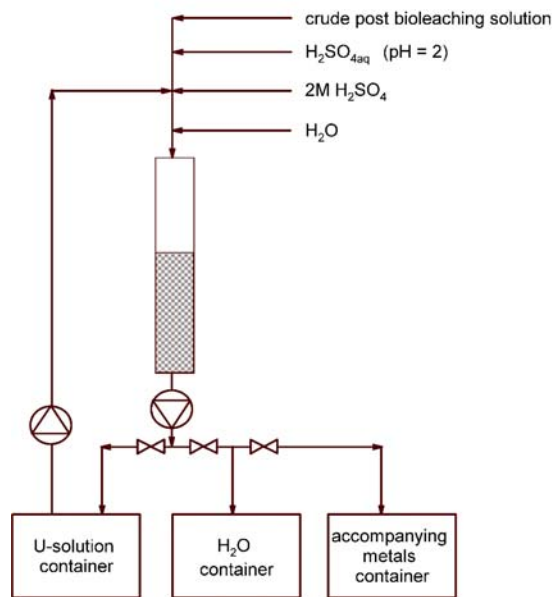 crude post bioleaching solution
H₂SO₄aq (pH = 2)
2M H₂SO₄
H₂O
U-solution
container
H₂O
container
accompanying
metals
container